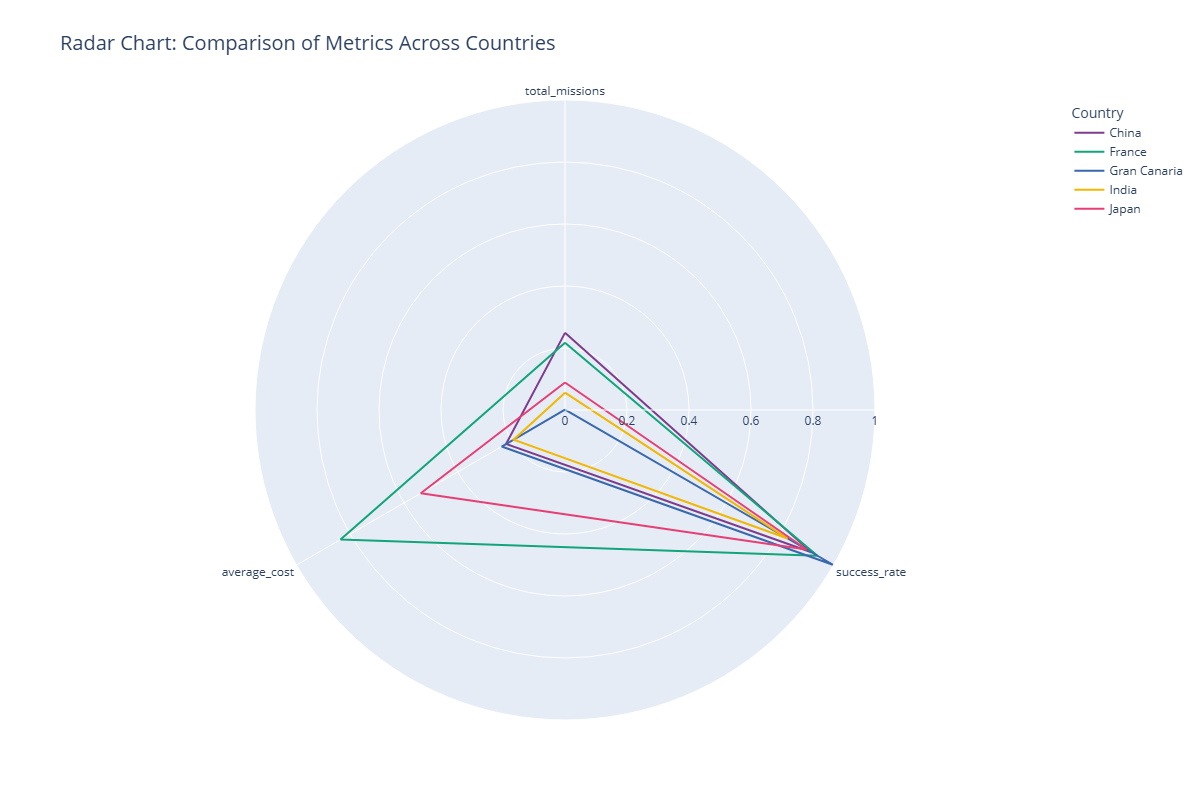 Radar Chart: Comparison of Metrics Across Countries
total_missions
Country
China
France
Gran Canaria
India
Japan
0
0.2
0.4
0.6
0.8
1
average_cost
success_rate